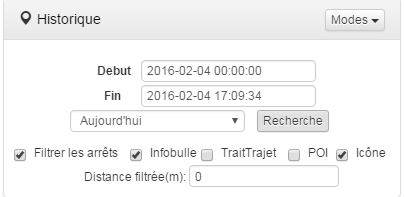 Historique Modes
Debut 2016-02-04 00:00:00
Fin 2016-02-04 17:09:34
Aujourd'hui Recherche
Filtrer les arrêts Infobulle TraitTrajet POI Icône
Distance filtrée(m): 0